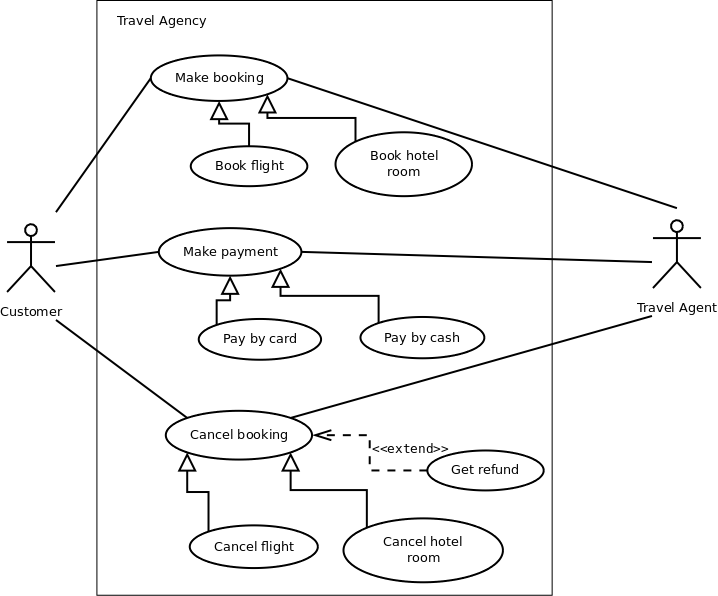 Travel Agency
Make booking
Book flight
Book hotel
room
Make payment
Customer
Travel Agent
Pay by card
Pay by cash
Cancel booking
<<extend>>
Get refund
Cancel flight
Cancel hotel
room